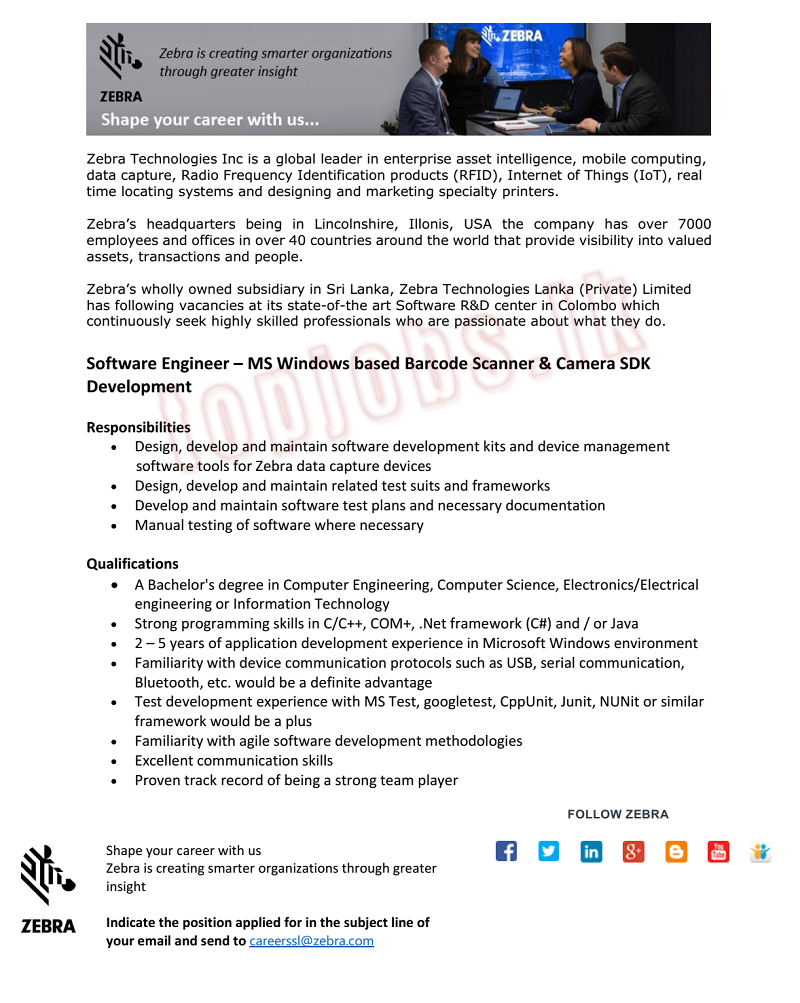 Zebra is creating smarter organizations
through greater insight
ZEBRA
ZEBRA
Shape your career with us...
Zebra Technologies Inc is a global leader in enterprise asset intelligence, mobile computing,
data capture, Radio Frequency Identification products (RFID), Internet of Things (IoT), real
time locating systems and designing and marketing specialty printers.
Zebra’s headquarters being in Lincolnshire, Illonis, USA the company has over 7000
employees and offices in over 40 countries around the world that provide visibility into valued
assets, transactions and people.
Zebra’s wholly owned subsidiary in Sri Lanka, Zebra Technologies Lanka (Private) Limited
has following vacancies at its state-of-the art Software R&D center in Colombo which
continuously seek highly skilled professionals who are passionate about what they do.
topjobs.lk
Software Engineer – MS Windows based Barcode Scanner & Camera SDK
Development
Responsibilities
• Design, develop and maintain software development kits and device management
software tools for Zebra data capture devices
• Design, develop and maintain related test suits and frameworks
• Develop and maintain software test plans and necessary documentation
• Manual testing of software where necessary
Qualifications
• A Bachelor's degree in Computer Engineering, Computer Science, Electronics/Electrical
engineering or Information Technology
• Strong programming skills in C/C++, COM+, .Net framework (C#) and / or Java
• 2 – 5 years of application development experience in Microsoft Windows environment
• Familiarity with device communication protocols such as USB, serial communication,
Bluetooth, etc. would be a definite advantage
• Test development experience with MS Test, googletest, CppUnit, Junit, NUNit or similar
framework would be a plus
• Familiarity with agile software development methodologies
• Excellent communication skills
• Proven track record of being a strong team player
FOLLOW ZEBRA
You Tube
Shape your career with us
Zebra is creating smarter organizations through greater
insight
ZEBRA
Indicate the position applied for in the subject line of
your email and send to careerssl@zebra.com